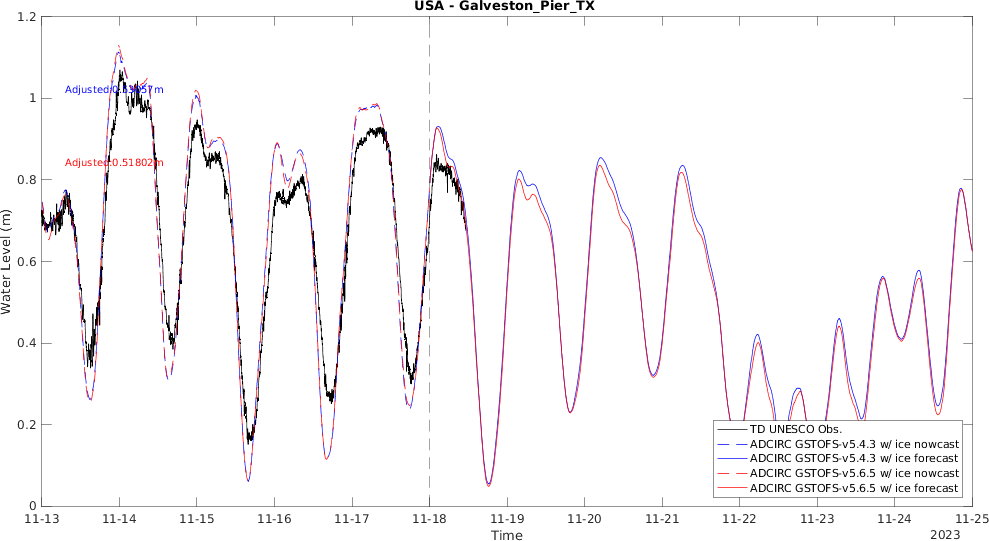 USA - Galveston_Pier_TX
1.2
1
0.8
0.6
0.4
0.2
0
Water Level (m)
Adjusted:0.51802m
TD UNESCO Obs.
ADCIRC GSTOFS-v5.4.3 w/ ice nowcast
ADCIRC GSTOFS-v5.4.3 w/ ice forecast
ADCIRC GSTOFS-v5.6.5 w/ ice nowcast
ADCIRC GSTOFS-v5.6.5 w/ ice forecast
11-13 11-14 11-15 11-16 11-17 11-18 11-19 11-20 11-21 11-22 11-23 11-24 11-25
Time
2023